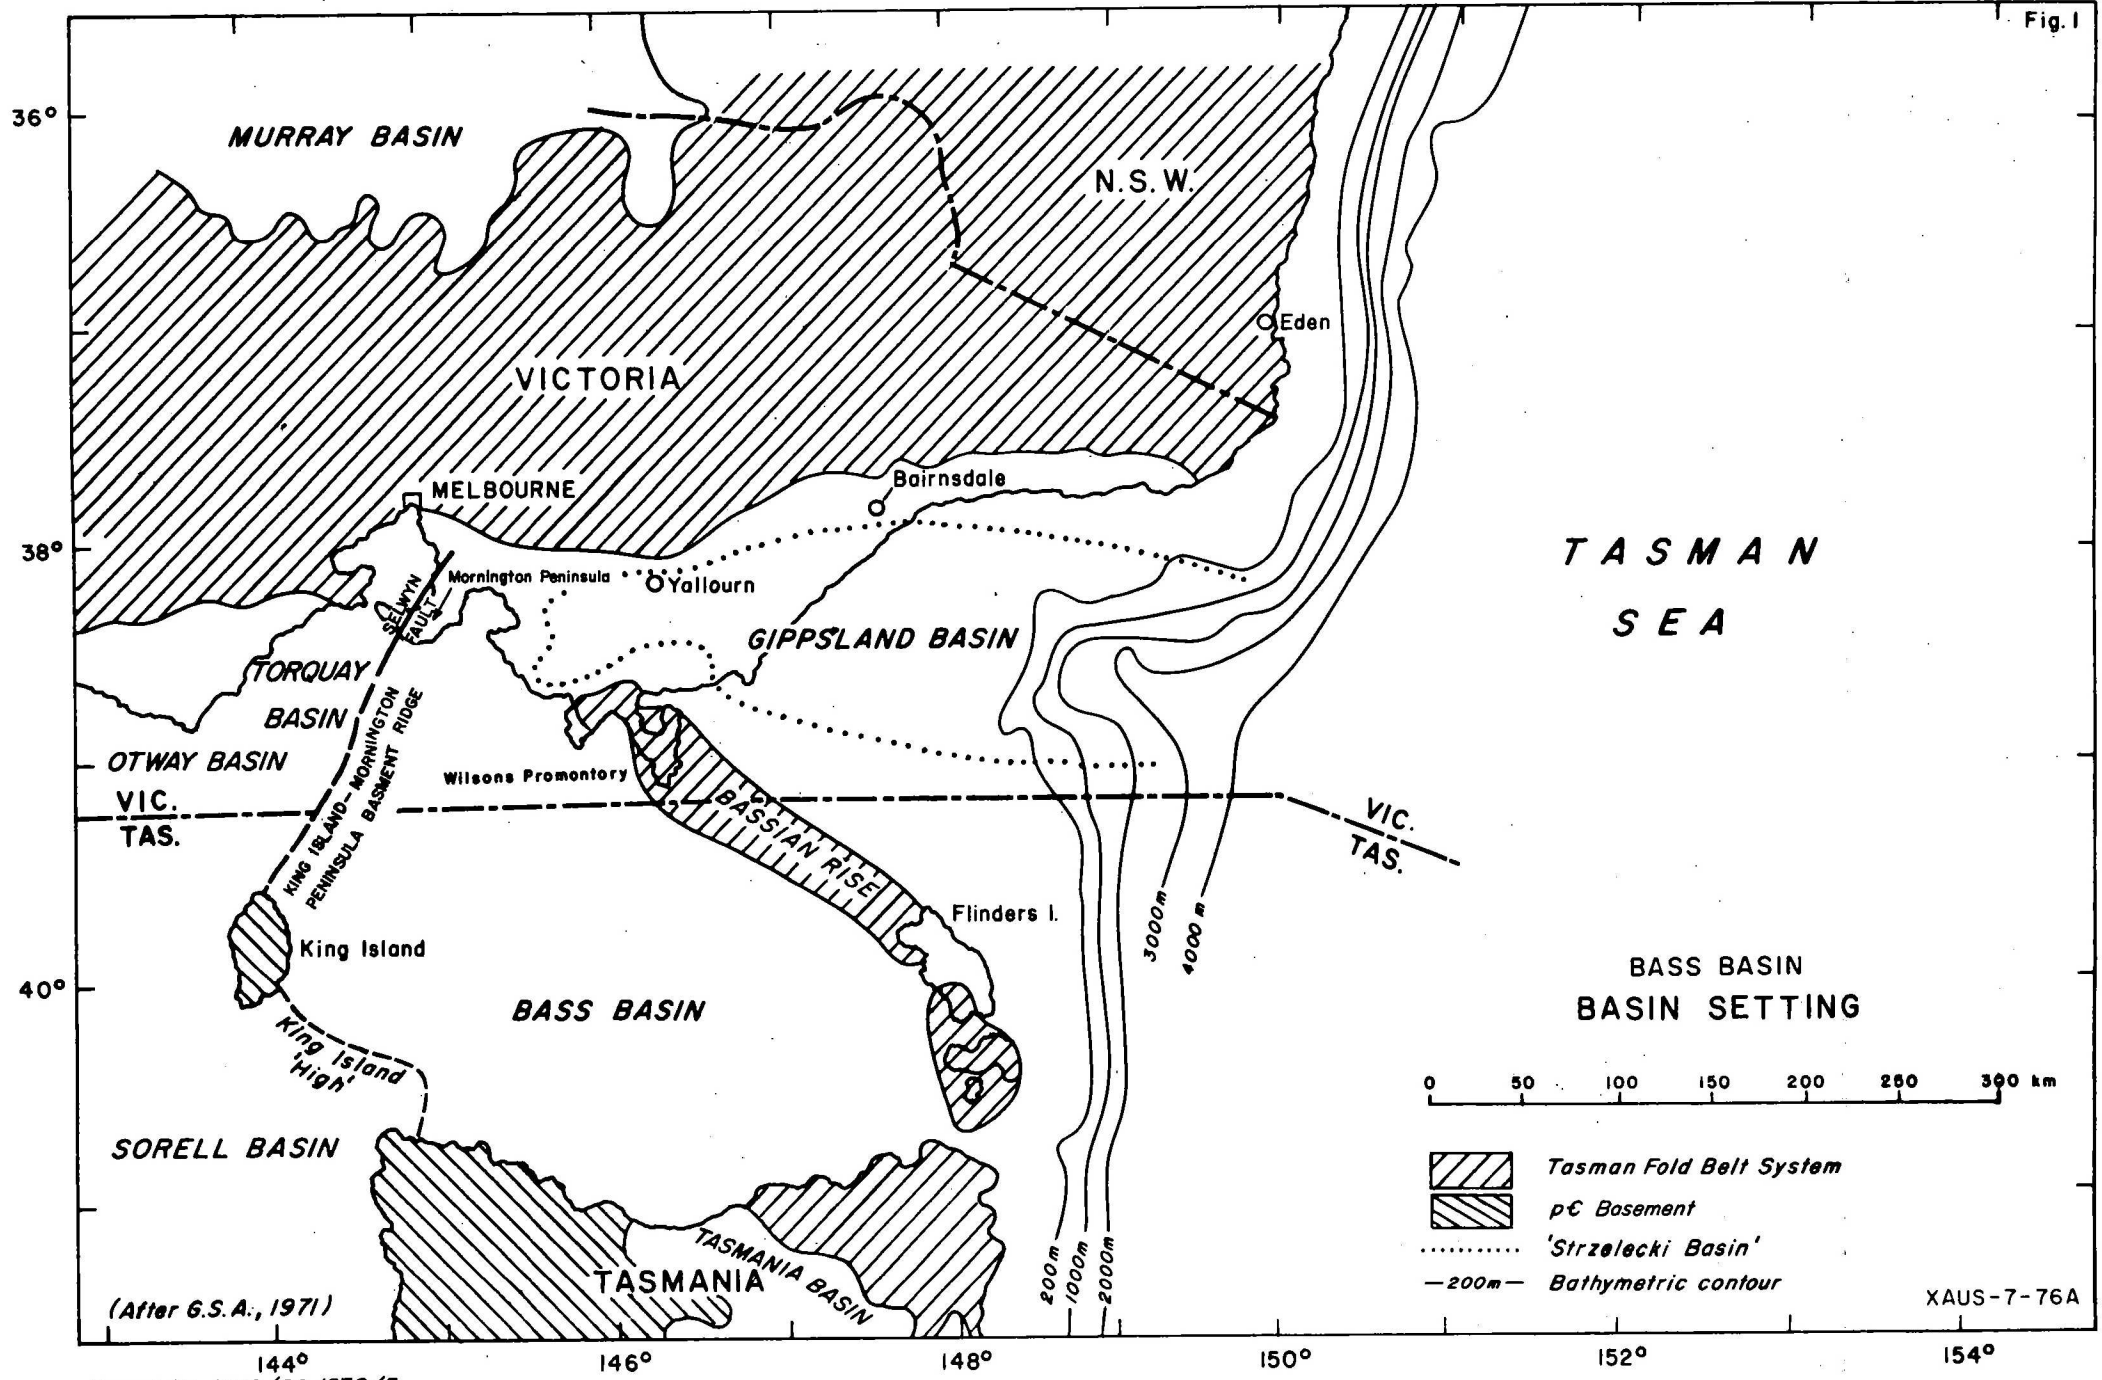 Fig. 1
36°
MURRAY BASIN
N.S.W.
Eden
VICTORIA
MELBOURNE
Bairnsdale
38°
Mornington Peninsula
Yallourn
SELWYN
FAULT
GIPPSLAND BASIN
TASMAN
SEA
TORQUAY
BASIN
OTWAY BASIN
KING ISLAND-MORNINGTON
PENINSULA BASMENT RIDGE
Wilsons Promontory
VIC.
TAS.
BASSIAN RISE
VIC.
TAS.
Flinders I.
3000m
4000m
King Island
40°
BASS BASIN
King Island
'High'
BASS BASIN
BASIN SETTING
0 50 100 150 200 250 300 km
SORELL BASIN
Tasman Fold Belt System
p€ Basement
'Strzelecki Basin'
—200m— Bathymetric contour
TASMANIA BASIN
TASMANIA
200m
1000m
2000m
(After G.S.A., 1971)
XAUS-7-76A
144° 146° 148° 150° 152° 154°